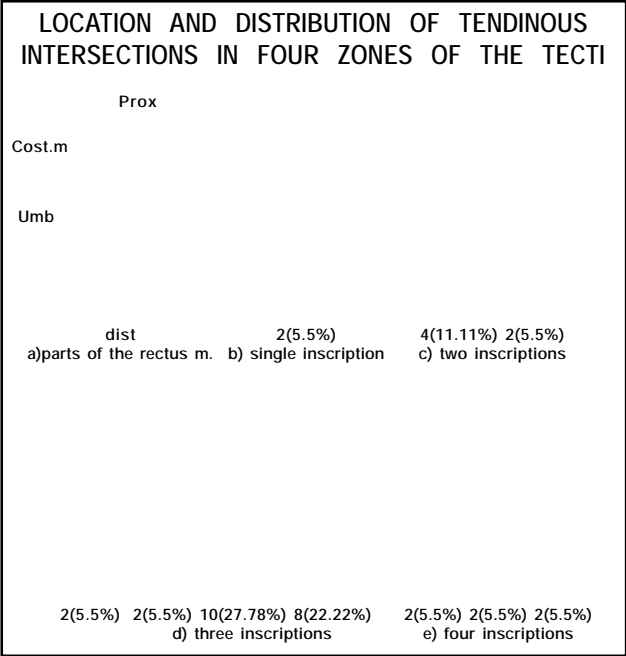 LOCATION AND DISTRIBUTION OF TENDINOUS
INTERSECTIONS IN FOUR ZONES OF THE TECTI
Prox
Cost.m
Umb
dist 2(5.5%) 4(11.11%) 2(5.5%)
a)parts of the rectus m. b) single inscription c) two inscriptions
2(5.5%) 2(5.5%) 10(27.78%) 8(22.22%) 2(5.5%) 2(5.5%) 2(5.5%)
d) three inscriptions e) four inscriptions